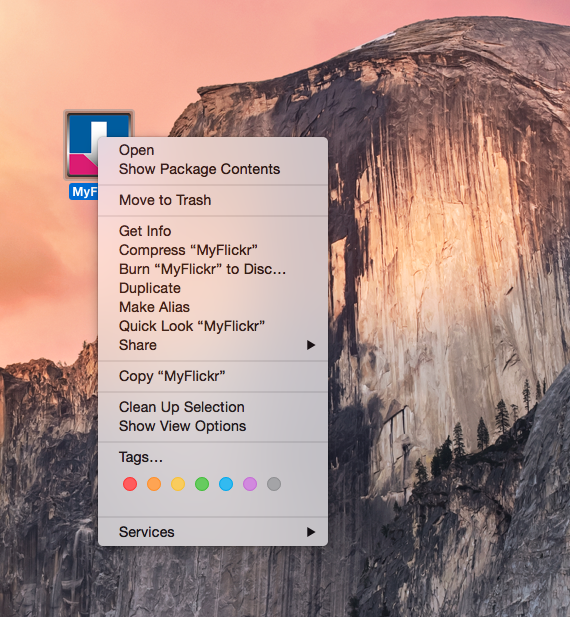 MyF
Open
Show Package Contents
Move to Trash
Get Info
Compress “MyFlickr”
Burn “MyFlickr” to Disc...
Duplicate
Make Alias
Quick Look “MyFlickr”
Share
Copy “MyFlickr”
Clean Up Selection
Show View Options
Tags...
Services